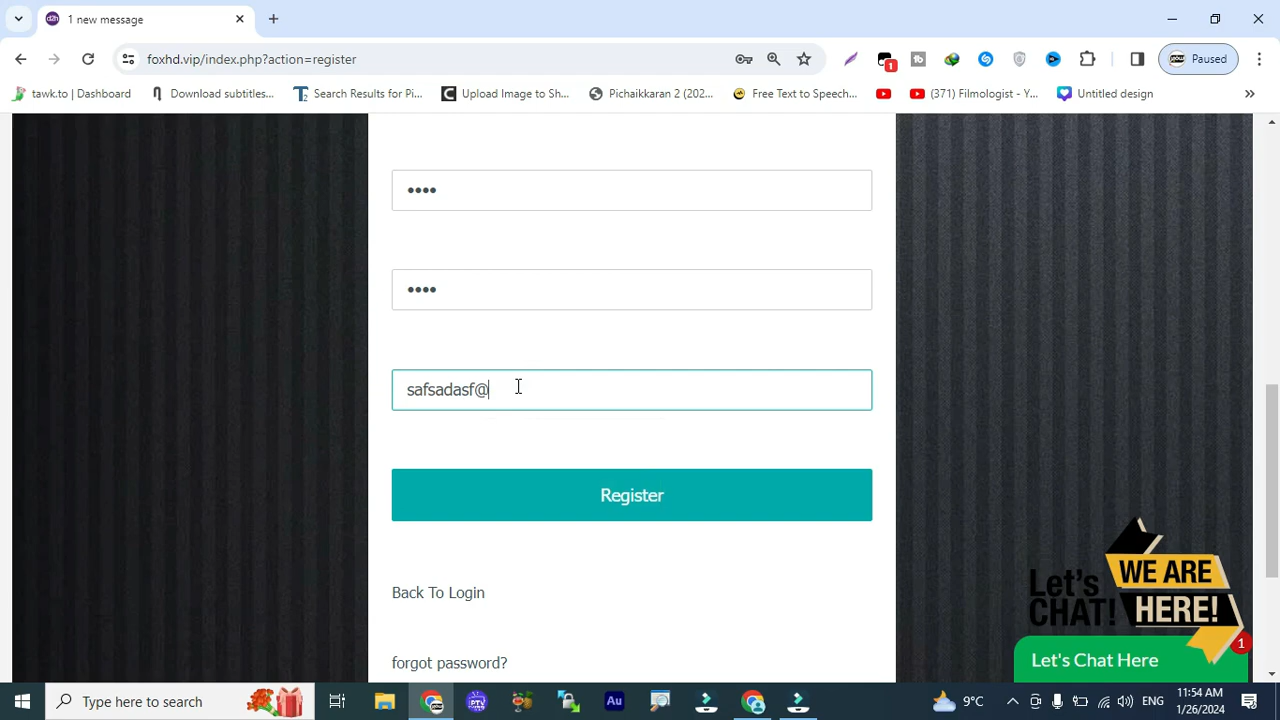 1 new message
foxhd.vip/index.php?action=register
1
Paused
tawk.to | Dashboard
Download subtitles...
Search Results for Pi...
Upload Image to Sh...
Pichaikkaran 2 (202...
Free Text to Speech...
(371) Filmologist - Y...
Untitled design
••••
••••
safsadasf@
Register
Back To Login
forgot password?
Let's
CHAT!
WE ARE
HERE!
1
Let's Chat Here
Type here to search
PTV
Au
9°C
ENG
11:54 AM
1/26/2024